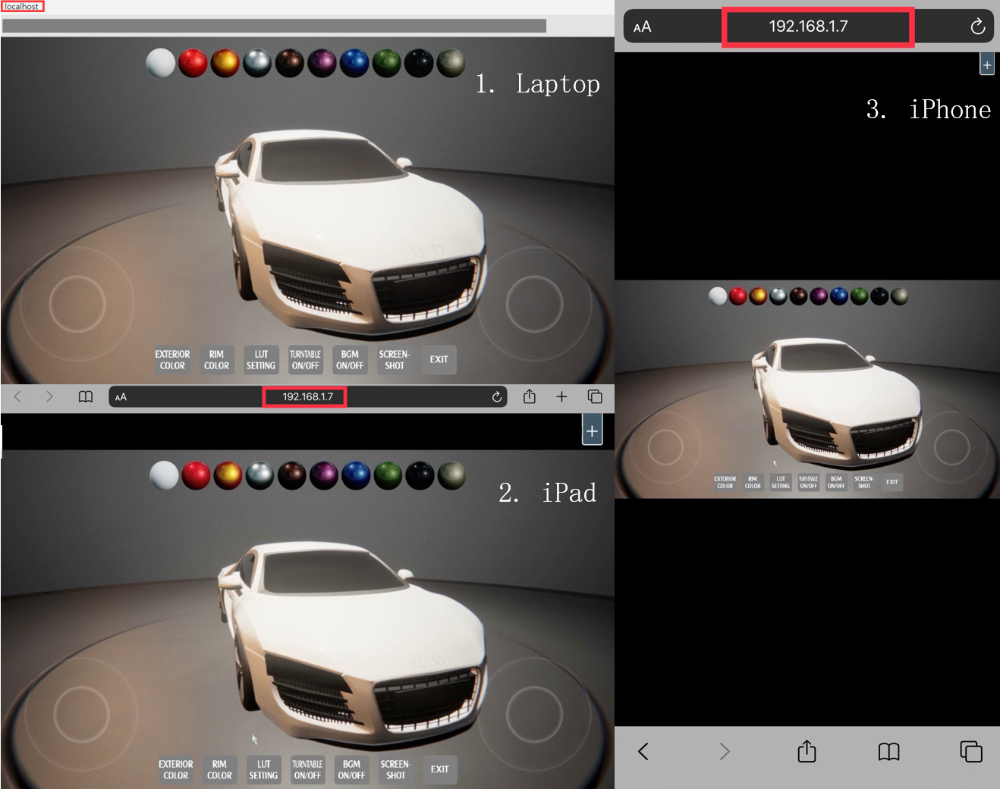 localhost
1. Laptop
EXTERIOR
COLOR
RIM
COLOR
LUT
SETTING
TURNTABLE
ON/OFF
BGM
ON/OFF
SCREEN-
SHOT
EXIT
AA
192.168.1.7
2. iPad
EXTERIOR
COLOR
RIM
COLOR
LUT
SETTING
TURNTABLE
ON/OFF
BGM
ON/OFF
SCREEN-
SHOT
EXIT
AA
192.168.1.7
3. iPhone
EXTERIOR
COLOR
RIM
COLOR
LUT
SETTING
TURNTABLE
ON/OFF
BGM
ON/OFF
SCREEN-
SHOT
EXIT